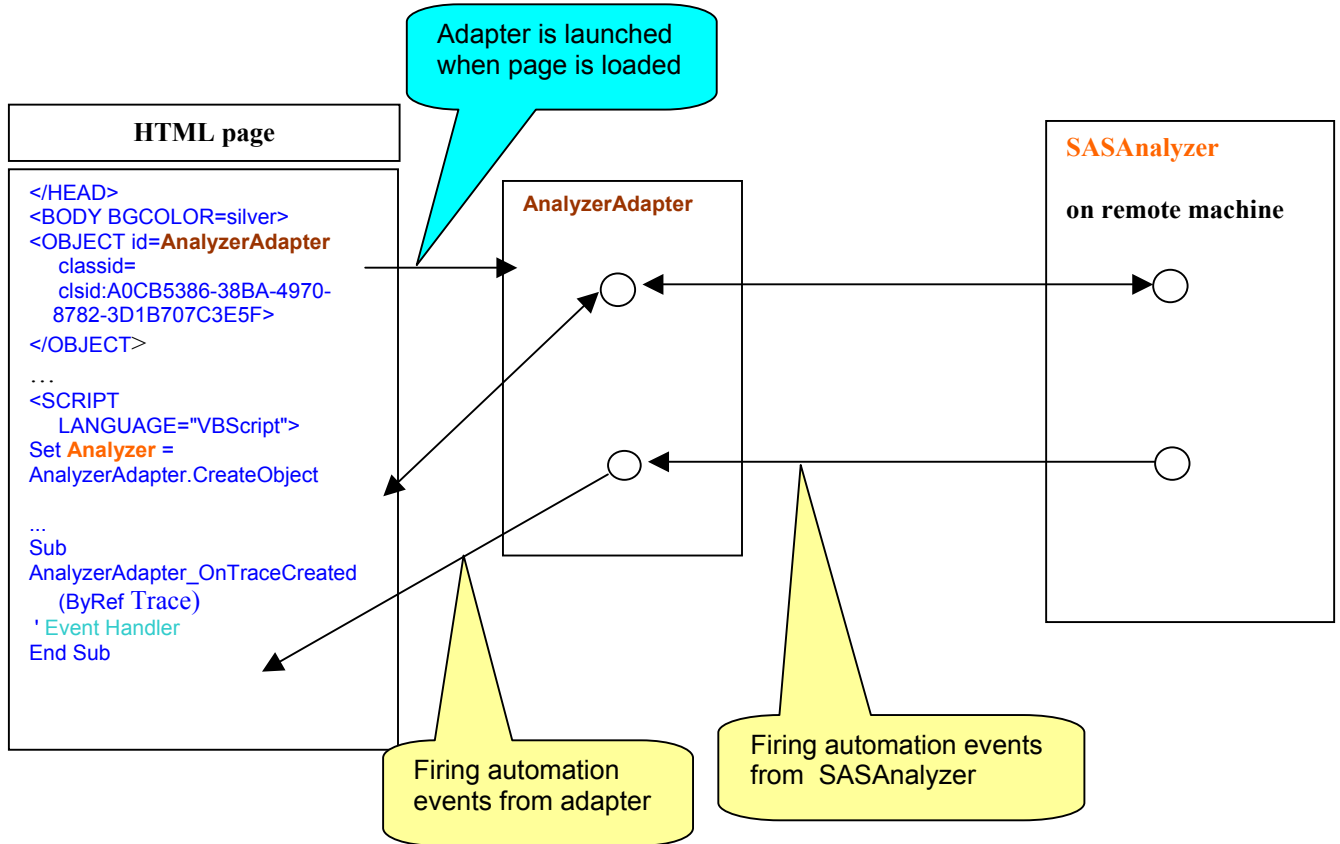 Adapter is launched
when page is loaded
HTML page
</HEAD>
<BODY BGCOLOR=silver>
<OBJECT id=AnalyzerAdapter
classid=
clsid:A0CB5386-38BA-4970-
8782-3D1B707C3E5F>
</OBJECT>
...
<SCRIPT
LANGUAGE="VBScript">
Set Analyzer =
AnalyzerAdapter.CreateObject
...
Sub
AnalyzerAdapter_OnTraceCreated
(ByRef Trace)
' Event Handler
End Sub
AnalyzerAdapter
SASAnalyzer
on remote machine
Firing automation
events from adapter
Firing automation events
from SASAnalyzer